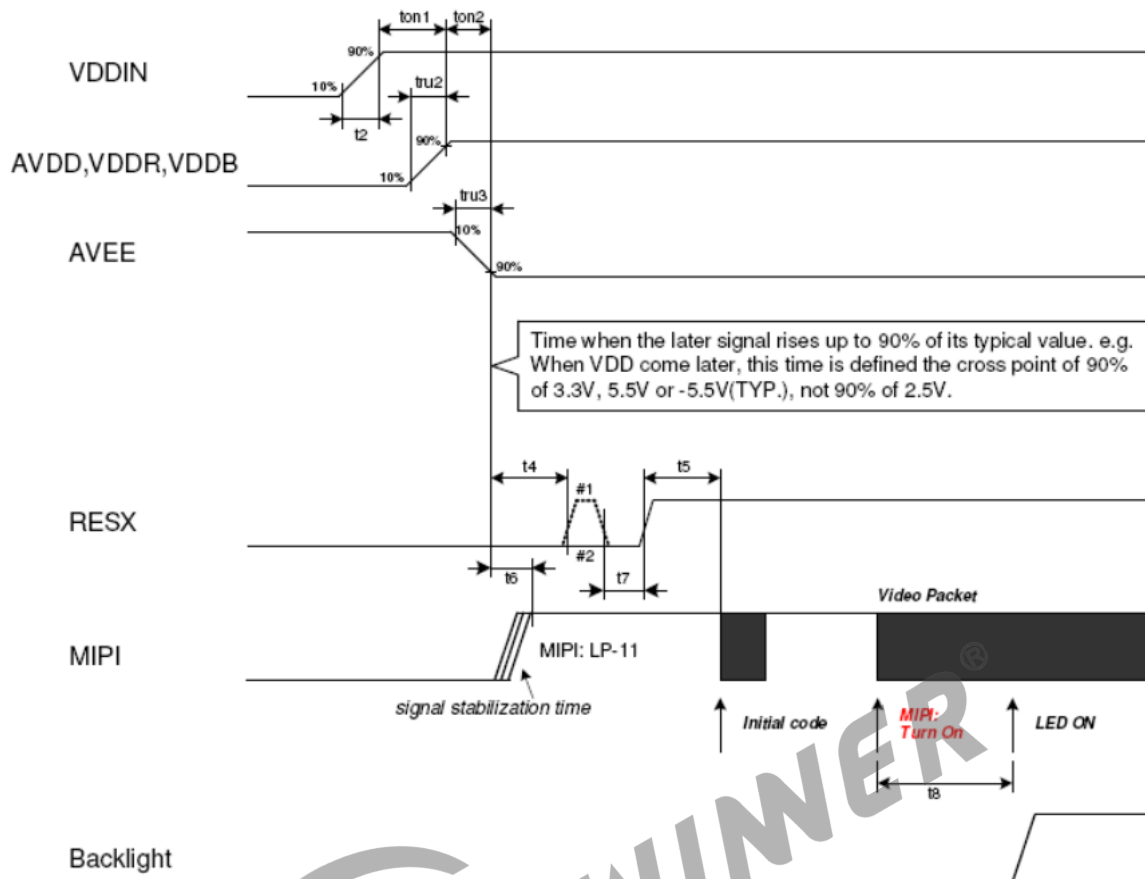 ton1 ton2
VDDIN
90%
10%
tru2
t2
AVDD,VDDR,VDDB
90%
10%
tru3
AVEE
10%
90%
Time when the later signal rises up to 90% of its typical value. e.g.
When VDD come later, this time is defined the cross point of 90%
of 3.3V, 5.5V or -5.5V(TYP.), not 90% of 2.5V.
t4 t5
#1
RESX
#2
t6 t7
Video Packet
MIPI
MIPI: LP-11
signal stabilization time
Initial code
MIPI:
Turn On
LED ON
t8
Backlight
WINNER®